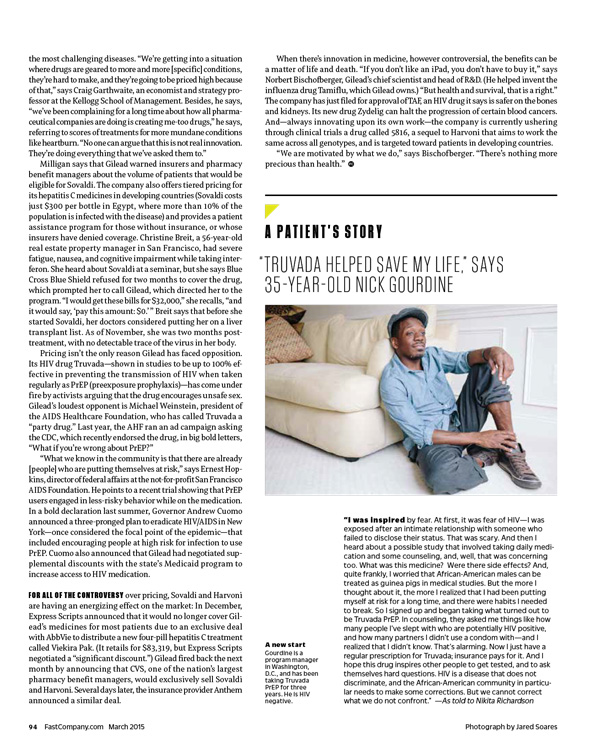 the most challenging diseases. “We’re getting into a situation
where drugs are geared to more and more [specific] conditions,
they’re hard to make, and they’re going to be priced high because
of that,” says Craig Garthwaite, an economist and strategy pro-
fessor at the Kellogg School of Management. Besides, he says,
“we’ve been complaining for a long time about how all pharma-
ceutical companies are doing is creating me-too drugs,” he says,
referring to scores of treatments for more mundane conditions
like heartburn. “No one can argue that this is not real innovation.
They’re doing everything that we’ve asked them to.”
Milligan says that Gilead warned insurers and pharmacy
benefit managers about the volume of patients that would be
eligible for Sovaldi. The company also offers tiered pricing for
its hepatitis C medicines in developing countries (Sovaldi costs
just $300 per bottle in Egypt, where more than 10% of the
population is infected with the disease) and provides a patient
assistance program for those without insurance, or whose
insurers have denied coverage. Christine Breit, a 56-year-old
real estate property manager in San Francisco, had severe
fatigue, nausea, and cognitive impairment while taking inter-
feron. She heard about Sovaldi at a seminar, but she says Blue
Cross Blue Shield refused for two months to cover the drug,
which prompted her to call Gilead, which directed her to the
program. “I would get these bills for $32,000,” she recalls, “and
it would say, ‘pay this amount: $0.’ ” Breit says that before she
started Sovaldi, her doctors considered putting her on a liver
transplant list. As of November, she was two months post-
treatment, with no detectable trace of the virus in her body.
Pricing isn’t the only reason Gilead has faced opposition.
Its HIV drug Truvada—shown in studies to be up to 100% ef-
fective in preventing the transmission of HIV when taken
regularly as PrEP (preexposure prophylaxis)—has come under
fire by activists arguing that the drug encourages unsafe sex.
Gilead’s loudest opponent is Michael Weinstein, president of
the AIDS Healthcare Foundation, who has called Truvada a
“party drug.” Last year, the AHF ran an ad campaign asking
the CDC, which recently endorsed the drug, in big bold letters,
“What if you’re wrong about PrEP?”
“What we know in the community is that there are already
[people] who are putting themselves at risk,” says Ernest Hop-
kins, director of federal affairs at the not-for-profit San Francisco
AIDS Foundation. He points to a recent trial showing that PrEP
users engaged in less-risky behavior while on the medication.
In a bold declaration last summer, Governor Andrew Cuomo
announced a three-pronged plan to eradicate HIV/AIDS in New
York—once considered the focal point of the epidemic—that
included encouraging people at high risk for infection to use
PrEP. Cuomo also announced that Gilead had negotiated sup-
plemental discounts with the state’s Medicaid program to
increase access to HIV medication.
FOR ALL OF THE CONTROVERSY over pricing, Sovaldi and Harvoni
are having an energizing effect on the market: In December,
Express Scripts announced that it would no longer cover Gil-
ead’s medicines for most patients due to an exclusive deal
with AbbVie to distribute a new four-pill hepatitis C treatment
called Viekira Pak. (It retails for $83,319, but Express Scripts
negotiated a “significant discount.”) Gilead fired back the next
month by announcing that CVS, one of the nation’s largest
pharmacy benefit managers, would exclusively sell Sovaldi
and Harvoni. Several days later, the insurance provider Anthem
announced a similar deal.
When there’s innovation in medicine, however controversial, the benefits can be
a matter of life and death. “If you don’t like an iPad, you don’t have to buy it,” says
Norbert Bischofberger, Gilead’s chief scientist and head of R&D. (He helped invent the
influenza drug Tamiflu, which Gilead owns.) “But health and survival, that is a right.”
The company has just filed for approval of TAF, an HIV drug it says is safer on the bones
and kidneys. Its new drug Zydelig can halt the progression of certain blood cancers.
And—always innovating upon its own work—the company is currently ushering
through clinical trials a drug called 5816, a sequel to Harvoni that aims to work the
same across all genotypes, and is targeted toward patients in developing countries.
“We are motivated by what we do,” says Bischofberger. “There’s nothing more
precious than health.”
A PATIENT’S STORY
“TRUVADA HELPED SAVE MY LIFE,” SAYS
35-YEAR-OLD NICK GOURDINE
“I was inspired by fear. At first, it was fear of HIV—I was
exposed after an intimate relationship with someone who
failed to disclose their status. That was scary. And then I
heard about a possible study that involved taking daily medi-
cation and some counseling, and, well, that was concerning
too. What was this medicine? Were there side effects? And,
quite frankly, I worried that African-American males can be
treated as guinea pigs in medical studies. But the more I
thought about it, the more I realized that I had been putting
myself at risk for a long time, and there were habits I needed
to break. So I signed up and began taking what turned out to
be Truvada PrEP. In counseling, they asked me things like how
many people I’ve slept with who are potentially HIV positive,
and how many partners I didn’t use a condom with—and I
realized that I didn’t know. That’s alarming. Now I just have a
regular prescription for Truvada; insurance pays for it. And I
hope this drug inspires other people to get tested, and to ask
themselves hard questions. HIV is a disease that does not
discriminate, and the African-American community in particu-
lar needs to make some corrections. But we cannot correct
what we do not confront.” —As told to Nikita Richardson
A new start
Gourdine is a
program manager
in Washington,
D.C., and has been
taking Truvada
PrEP for three
years. He is HIV
negative.
94 FastCompany.com March 2015
Photograph by Jared Soares